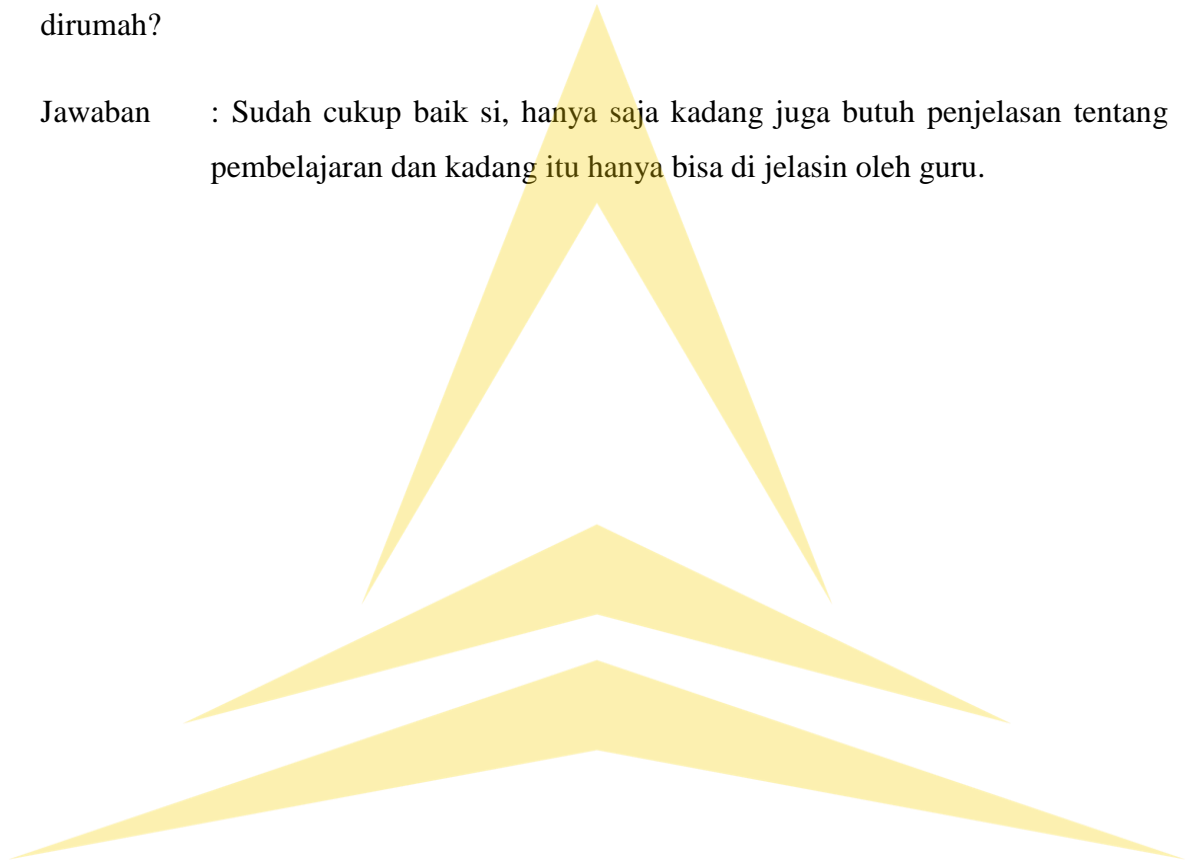 dirumah?
Jawaban : Sudah cukup baik si, hanya saja kadang juga butuh penjelasan tentang
pembelajaran dan kadang itu hanya bisa di jelasin oleh guru.